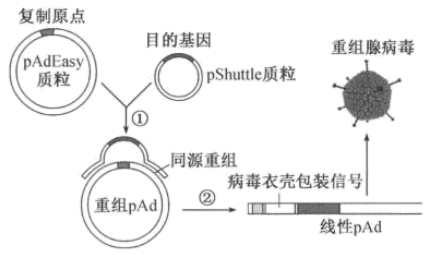 复制原点
pAdEasy
质粒
目的基因
pShuttle质粒
①
重组腺病毒
同源重组
重组pAd
②
病毒衣壳包装信号
线性pAd